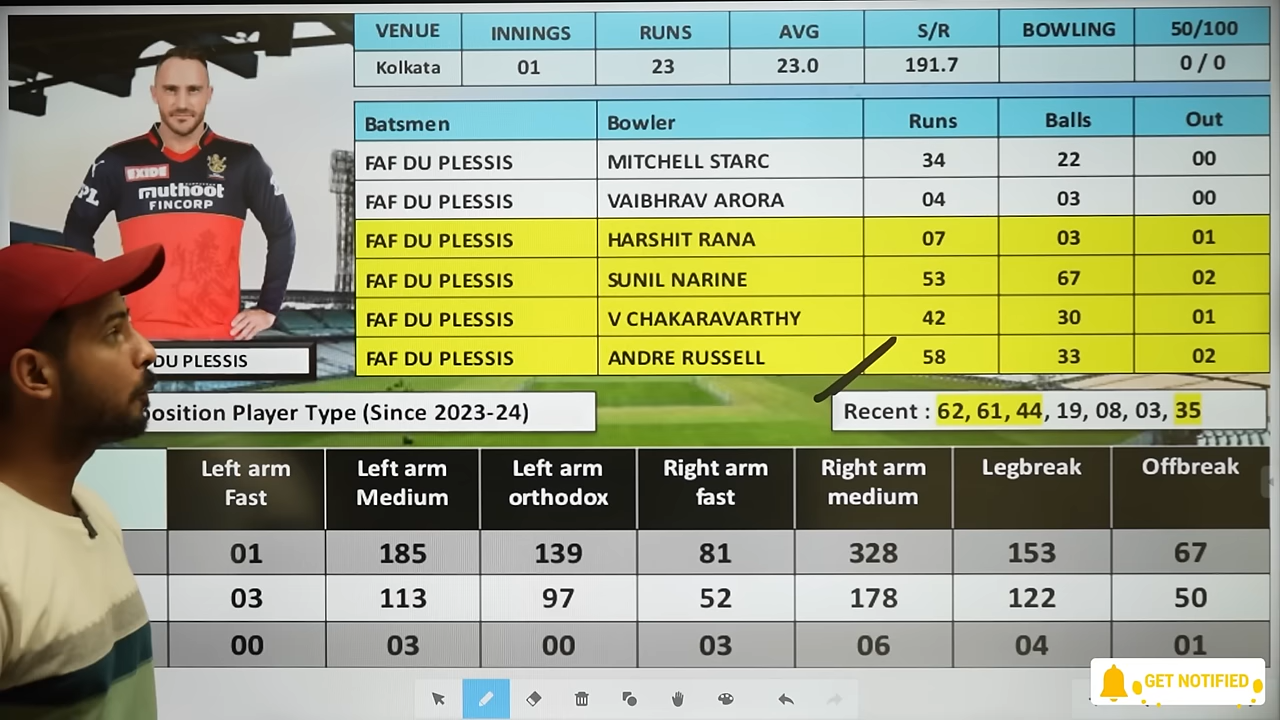 VENUE INNINGS RUNS AVG S/R BOWLING 50/100
Kolkata 01 23 23.0 191.7 0 / 0
Batsmen Bowler Runs Balls Out
FAF DU PLESSIS MITCHELL STARC 34 22 00
FAF DU PLESSIS VAIBHRAV ARORA 04 03 00
FAF DU PLESSIS HARSHIT RANA 07 03 01
FAF DU PLESSIS SUNIL NARINE 53 67 02
FAF DU PLESSIS V CHAKARAVARTHY 42 30 01
FAF DU PLESSIS ANDRE RUSSELL 58 33 02
EXIDE
muthoot
FINCORP
PL
DU PLESSIS
osition Player Type (Since 2023-24)
Recent : 62, 61, 44, 19, 08, 03, 35
Left arm Fast Left arm Medium Left arm orthodox Right arm fast Right arm medium Legbreak Offbreak
01 185 139 81 328 153 67
03 113 97 52 178 122 50
00 03 00 03 06 04 01
GET NOTIFIED